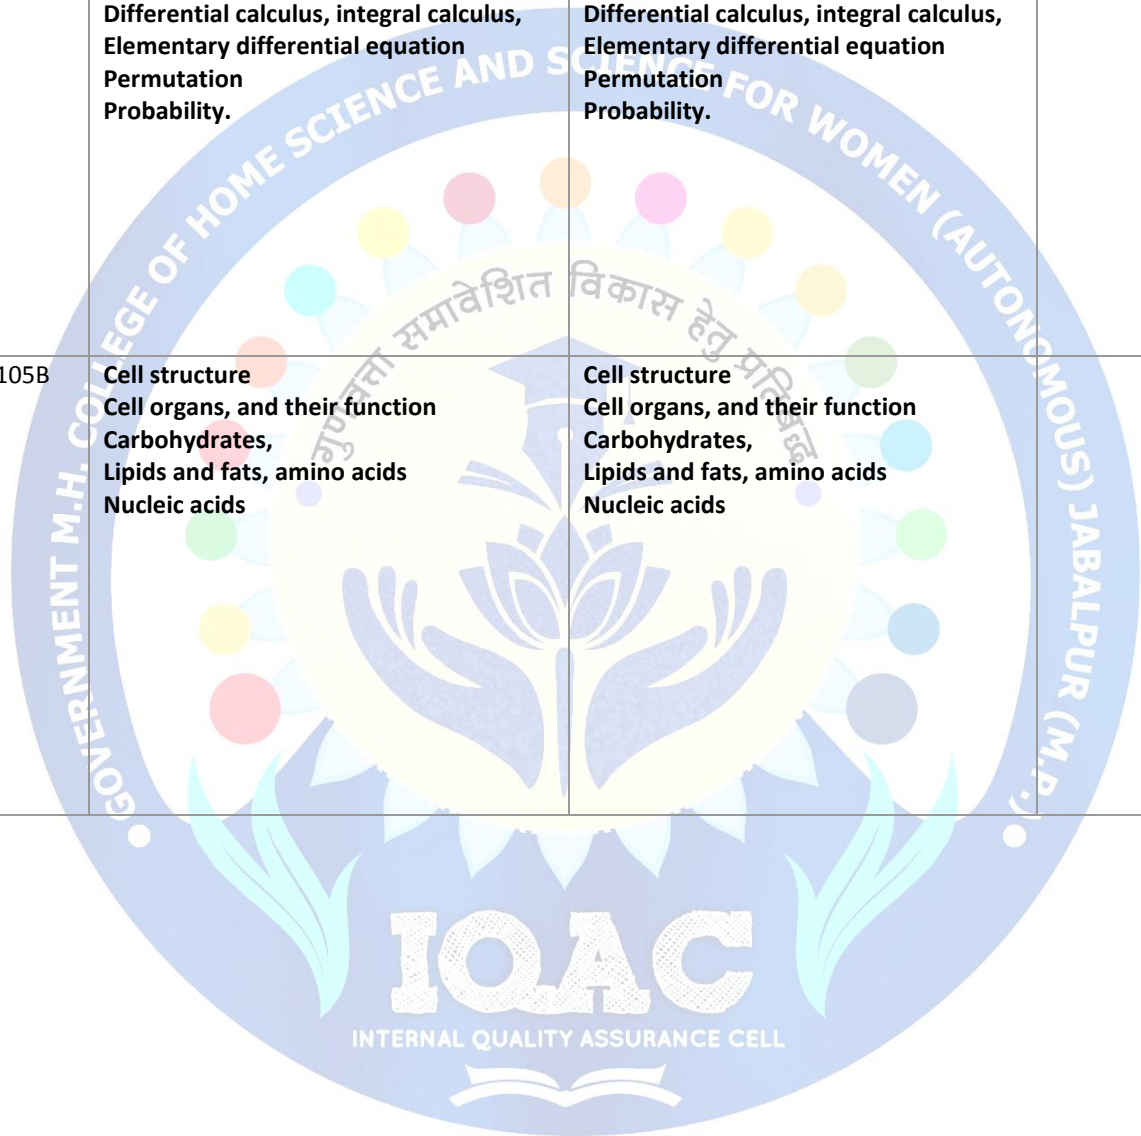 Differential calculus, integral calculus,
Elementary differential equation
Permutation
Probability.
Differential calculus, integral calculus,
Elementary differential equation
Permutation
Probability.
105B
Cell structure
Cell organs, and their function
Carbohydrates,
Lipids and fats, amino acids
Nucleic acids
Cell structure
Cell organs, and their function
Carbohydrates,
Lipids and fats, amino acids
Nucleic acids
GOVERNMENT M.H. COLLEGE OF HOME SCIENCE AND SCIENCE FOR WOMEN (AUTONOMOUS) JABALPUR (M.P.)
गुणवत्ता समावेशित विकास हेतु प्रतिबद्ध
IQAC
INTERNAL QUALITY ASSURANCE CELL